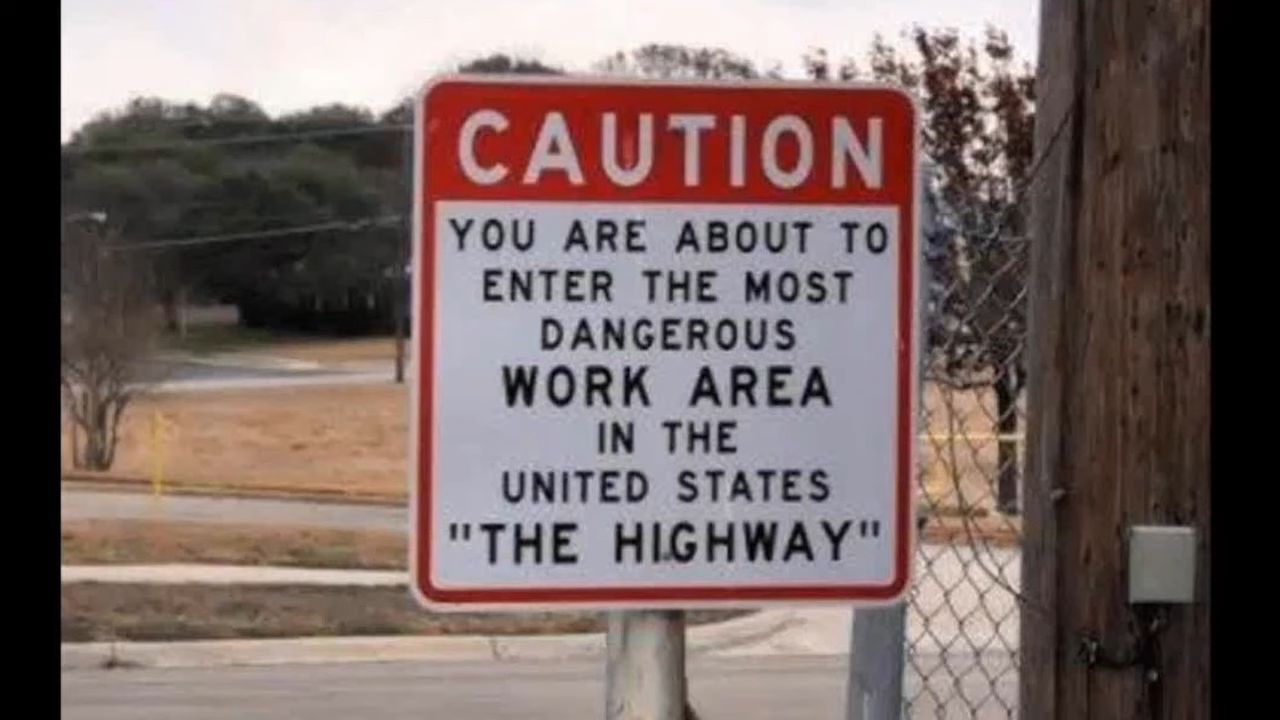 CAUTION
YOU ARE ABOUT TO
ENTER THE MOST
DANGEROUS
WORK AREA
IN THE
UNITED STATES
"THE HIGHWAY"